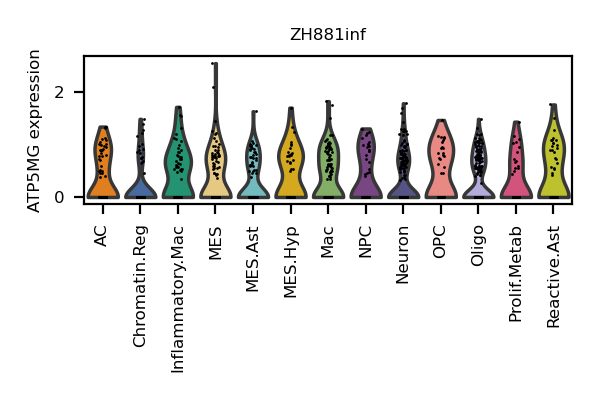 ZH881inf
ATP5MG expression
2
0
AC
Chromatin.Reg
Inflammatory.Mac
MES
MES.Ast
MES.Hyp
Mac
NPC
Neuron
OPC
Oligo
Prolif.Metab
Reactive.Ast